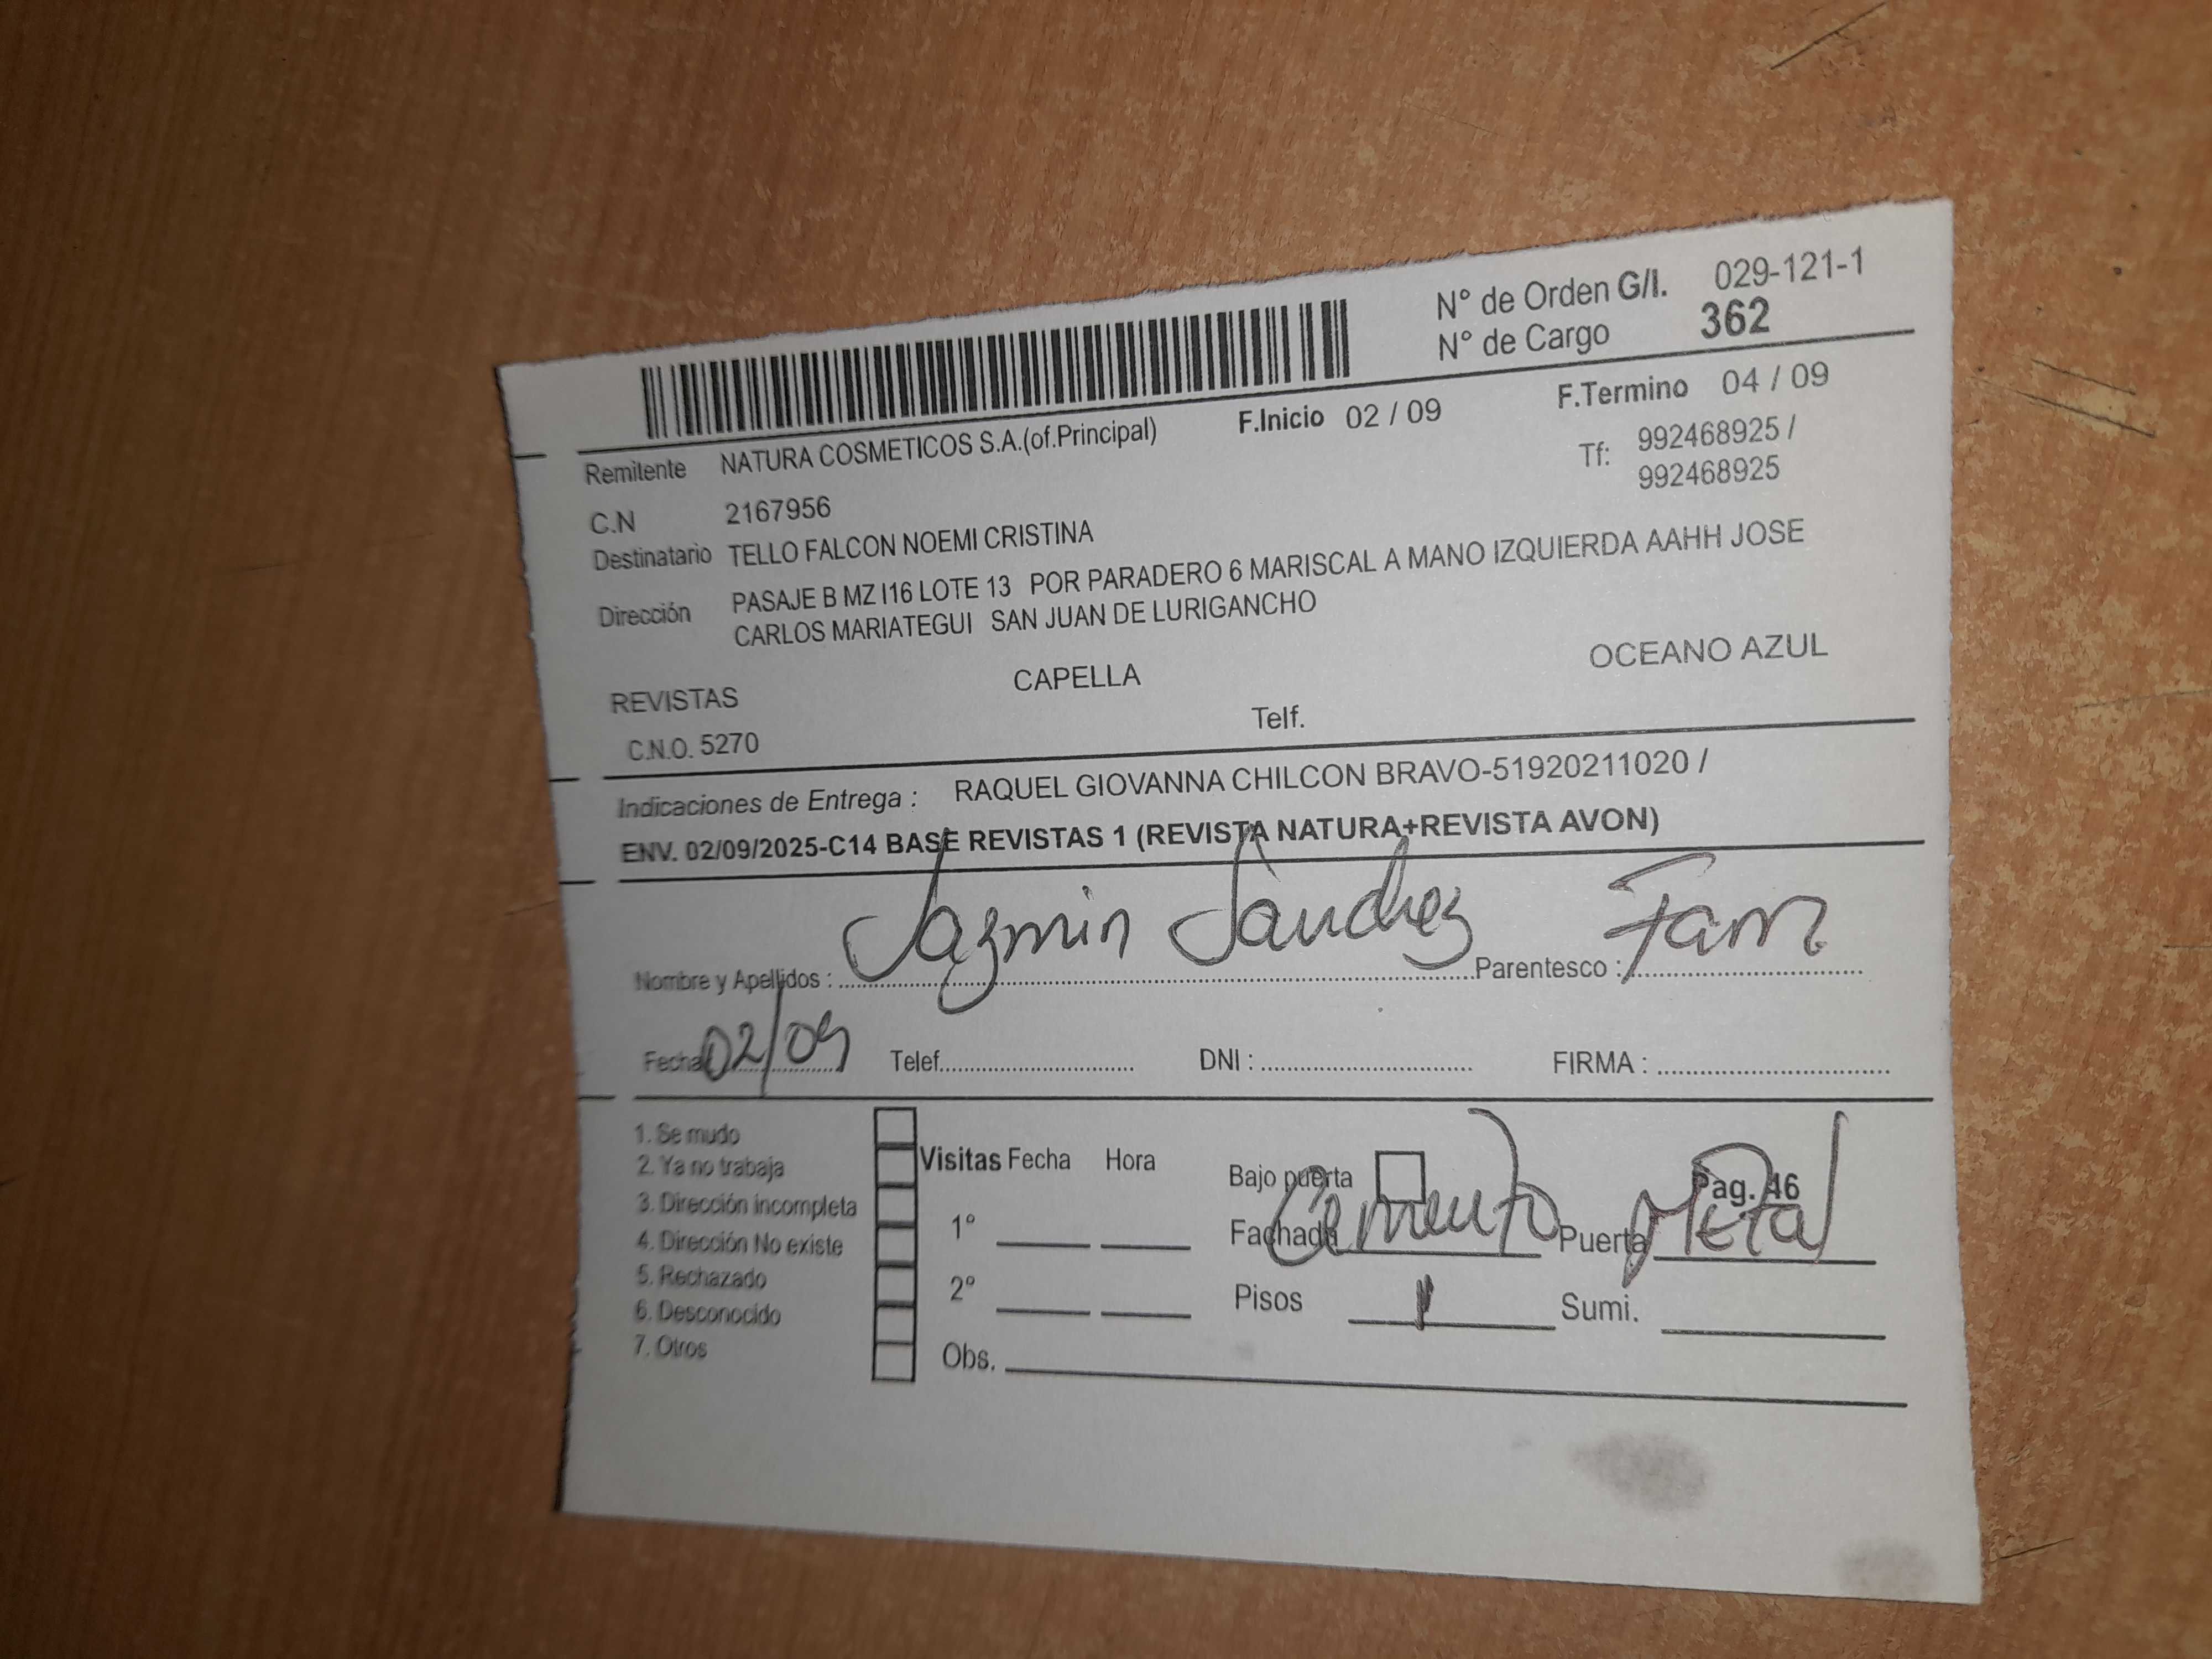 N° de Orden G/I. 029-121-1
N° de Cargo 362
F.Inicio 02 / 09 F.Termino 04 / 09
Remitente NATURA COSMETICOS S.A.(of.Principal) Tf: 992468925 /
992468925
C.N 2167956
Destinatario TELLO FALCON NOEMI CRISTINA
Dirección PASAJE B MZ I16 LOTE 13 POR PARADERO 6 MARISCAL A MANO IZQUIERDA AAHH JOSE
CARLOS MARIATEGUI SAN JUAN DE LURIGANCHO
REVISTAS CAPELLA OCEANO AZUL
C.N.O. 5270 Telf.
Indicaciones de Entrega : RAQUEL GIOVANNA CHILCON BRAVO-51920211020 /
ENV. 02/09/2025-C14 BASE REVISTAS 1 (REVISTA NATURA+REVISTA AVON)
Nombre y Apellidos : Jazmin Sanchez Parentesco : Fam
Fecha 02/09 Telef. DNI : FIRMA :
1. Se mudo
2. Ya no trabaja
3. Dirección incompleta
4. Dirección No existe
5. Rechazado
6. Desconocido
7. Otros
Visitas Fecha Hora
1°
2°
Obs.
Bajo puerta Pag. 46
Fachada Cemento Puerta Metal
Pisos 1 Sumi.